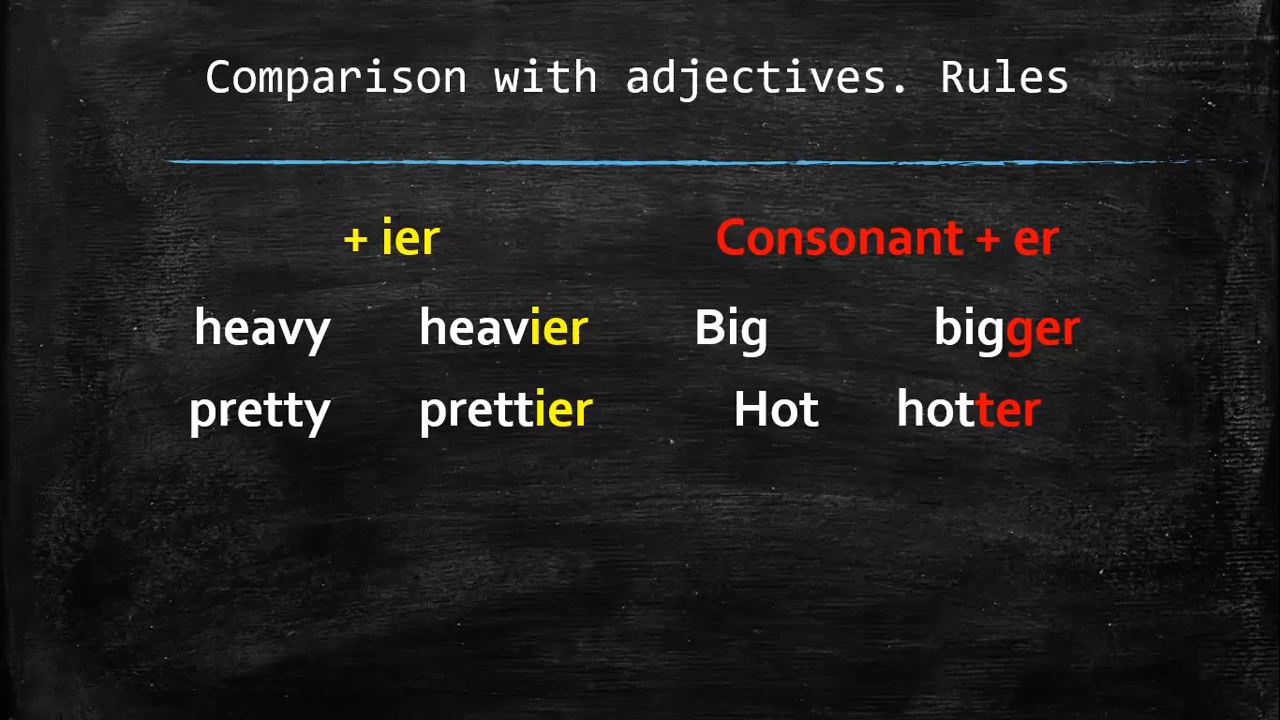 Comparison with adjectives. Rules
+ ier Consonant + er
heavy heavier Big bigger
pretty prettier Hot hotter